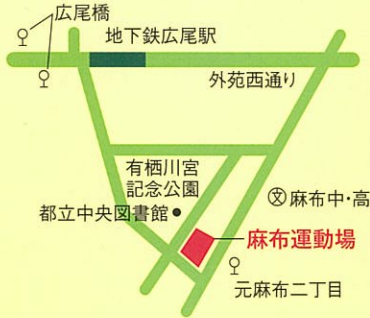 広尾橋
地下鉄広尾駅
外苑西通り
有栖川宮
記念公園
都立中央図書館
文麻布中・高
麻布運動場
元麻布二丁目